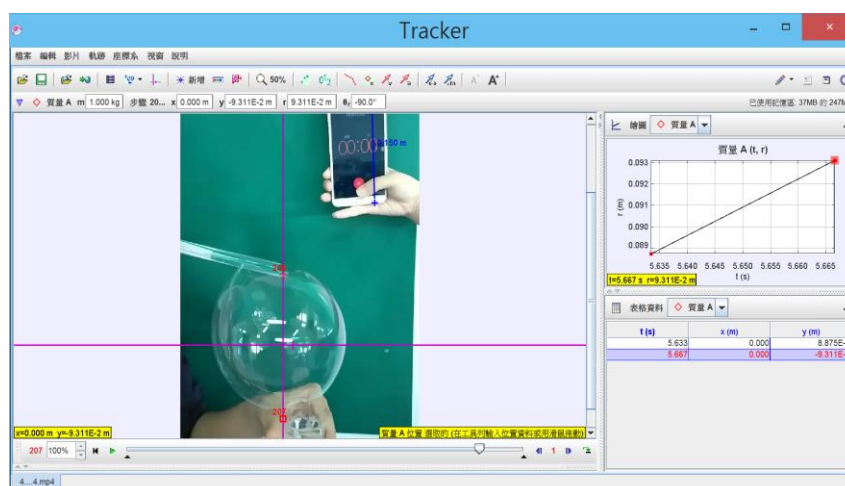 Tracker
檔案 編輯 影片 軌跡 座標系 視窗 說明
新增 50%
質量 A m 1.000 kg 步驟 20... x 0.000 m y -9.311E-2 m r 9.311E-2 m θr -90.0°
已使用記憶區: 37MB 的 247M
繪圖 質量 A
質量 A (t, r)
0.093
0.092
0.091
0.090
0.089
r (m)
5.635 5.640 5.645 5.650 5.655 5.660 5.665
t (s)
t=5.667 s r=9.311E-2 m
00:00
0.150 m
207
表格資料 質量 A
t (s) x (m) y (m)
5.633 0.000 8.875E-
5.667 0.000 -9.311E-
x=0.000 m y=-9.311E-2 m
質量 A 位置 選取的 (在工具列輸入位置資料或用滑鼠拖動)
207 100% 1
4....4.mp4